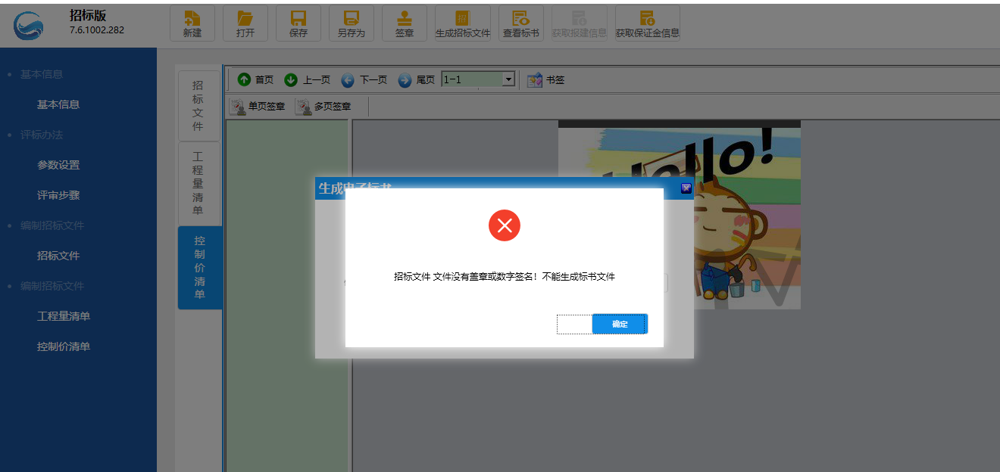 招标版
7.6.1002.282
新建
打开
保存
另存为
签章
生成招标文件
查看标书
获取报建信息
获取保证金信息
基本信息
基本信息
评标办法
参数设置
评审步骤
编制招标文件
招标文件
编制招标文件
工程量清单
控制价清单
招标文件
工程量清单
控制价清单
首页 上一页 下一页 尾页 1-1 书签
单页签章 多页签章
Hello!
生成电子标书
招标文件 文件没有盖章或数字签名！不能生成标书文件
确定